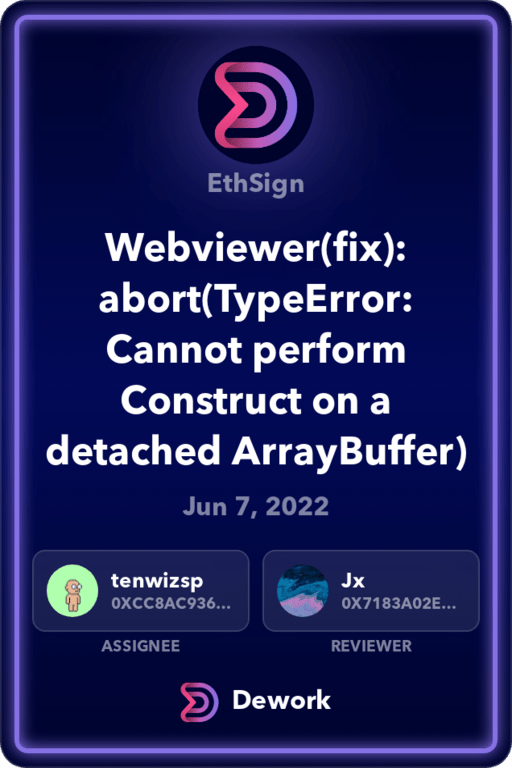 EthSign
Webviewer(fix):
abort(TypeError:
Cannot perform
Construct on a
detached ArrayBuffer)
Jun 7, 2022
tenwizsp
0XCC8AC936...
ASSIGNEE
Jx
0X7183A02E...
REVIEWER
Dework